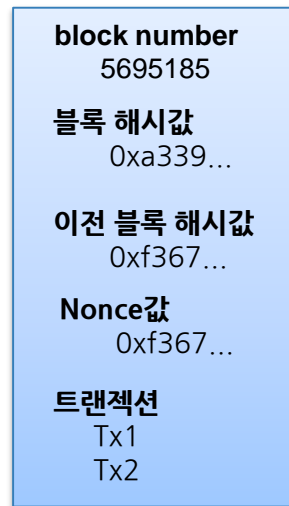 block number
5695185
블록 해시값
0xa339...
이전 블록 해시값
0xf367...
Nonce값
0xf367...
트랜젝션
Tx1
Tx2